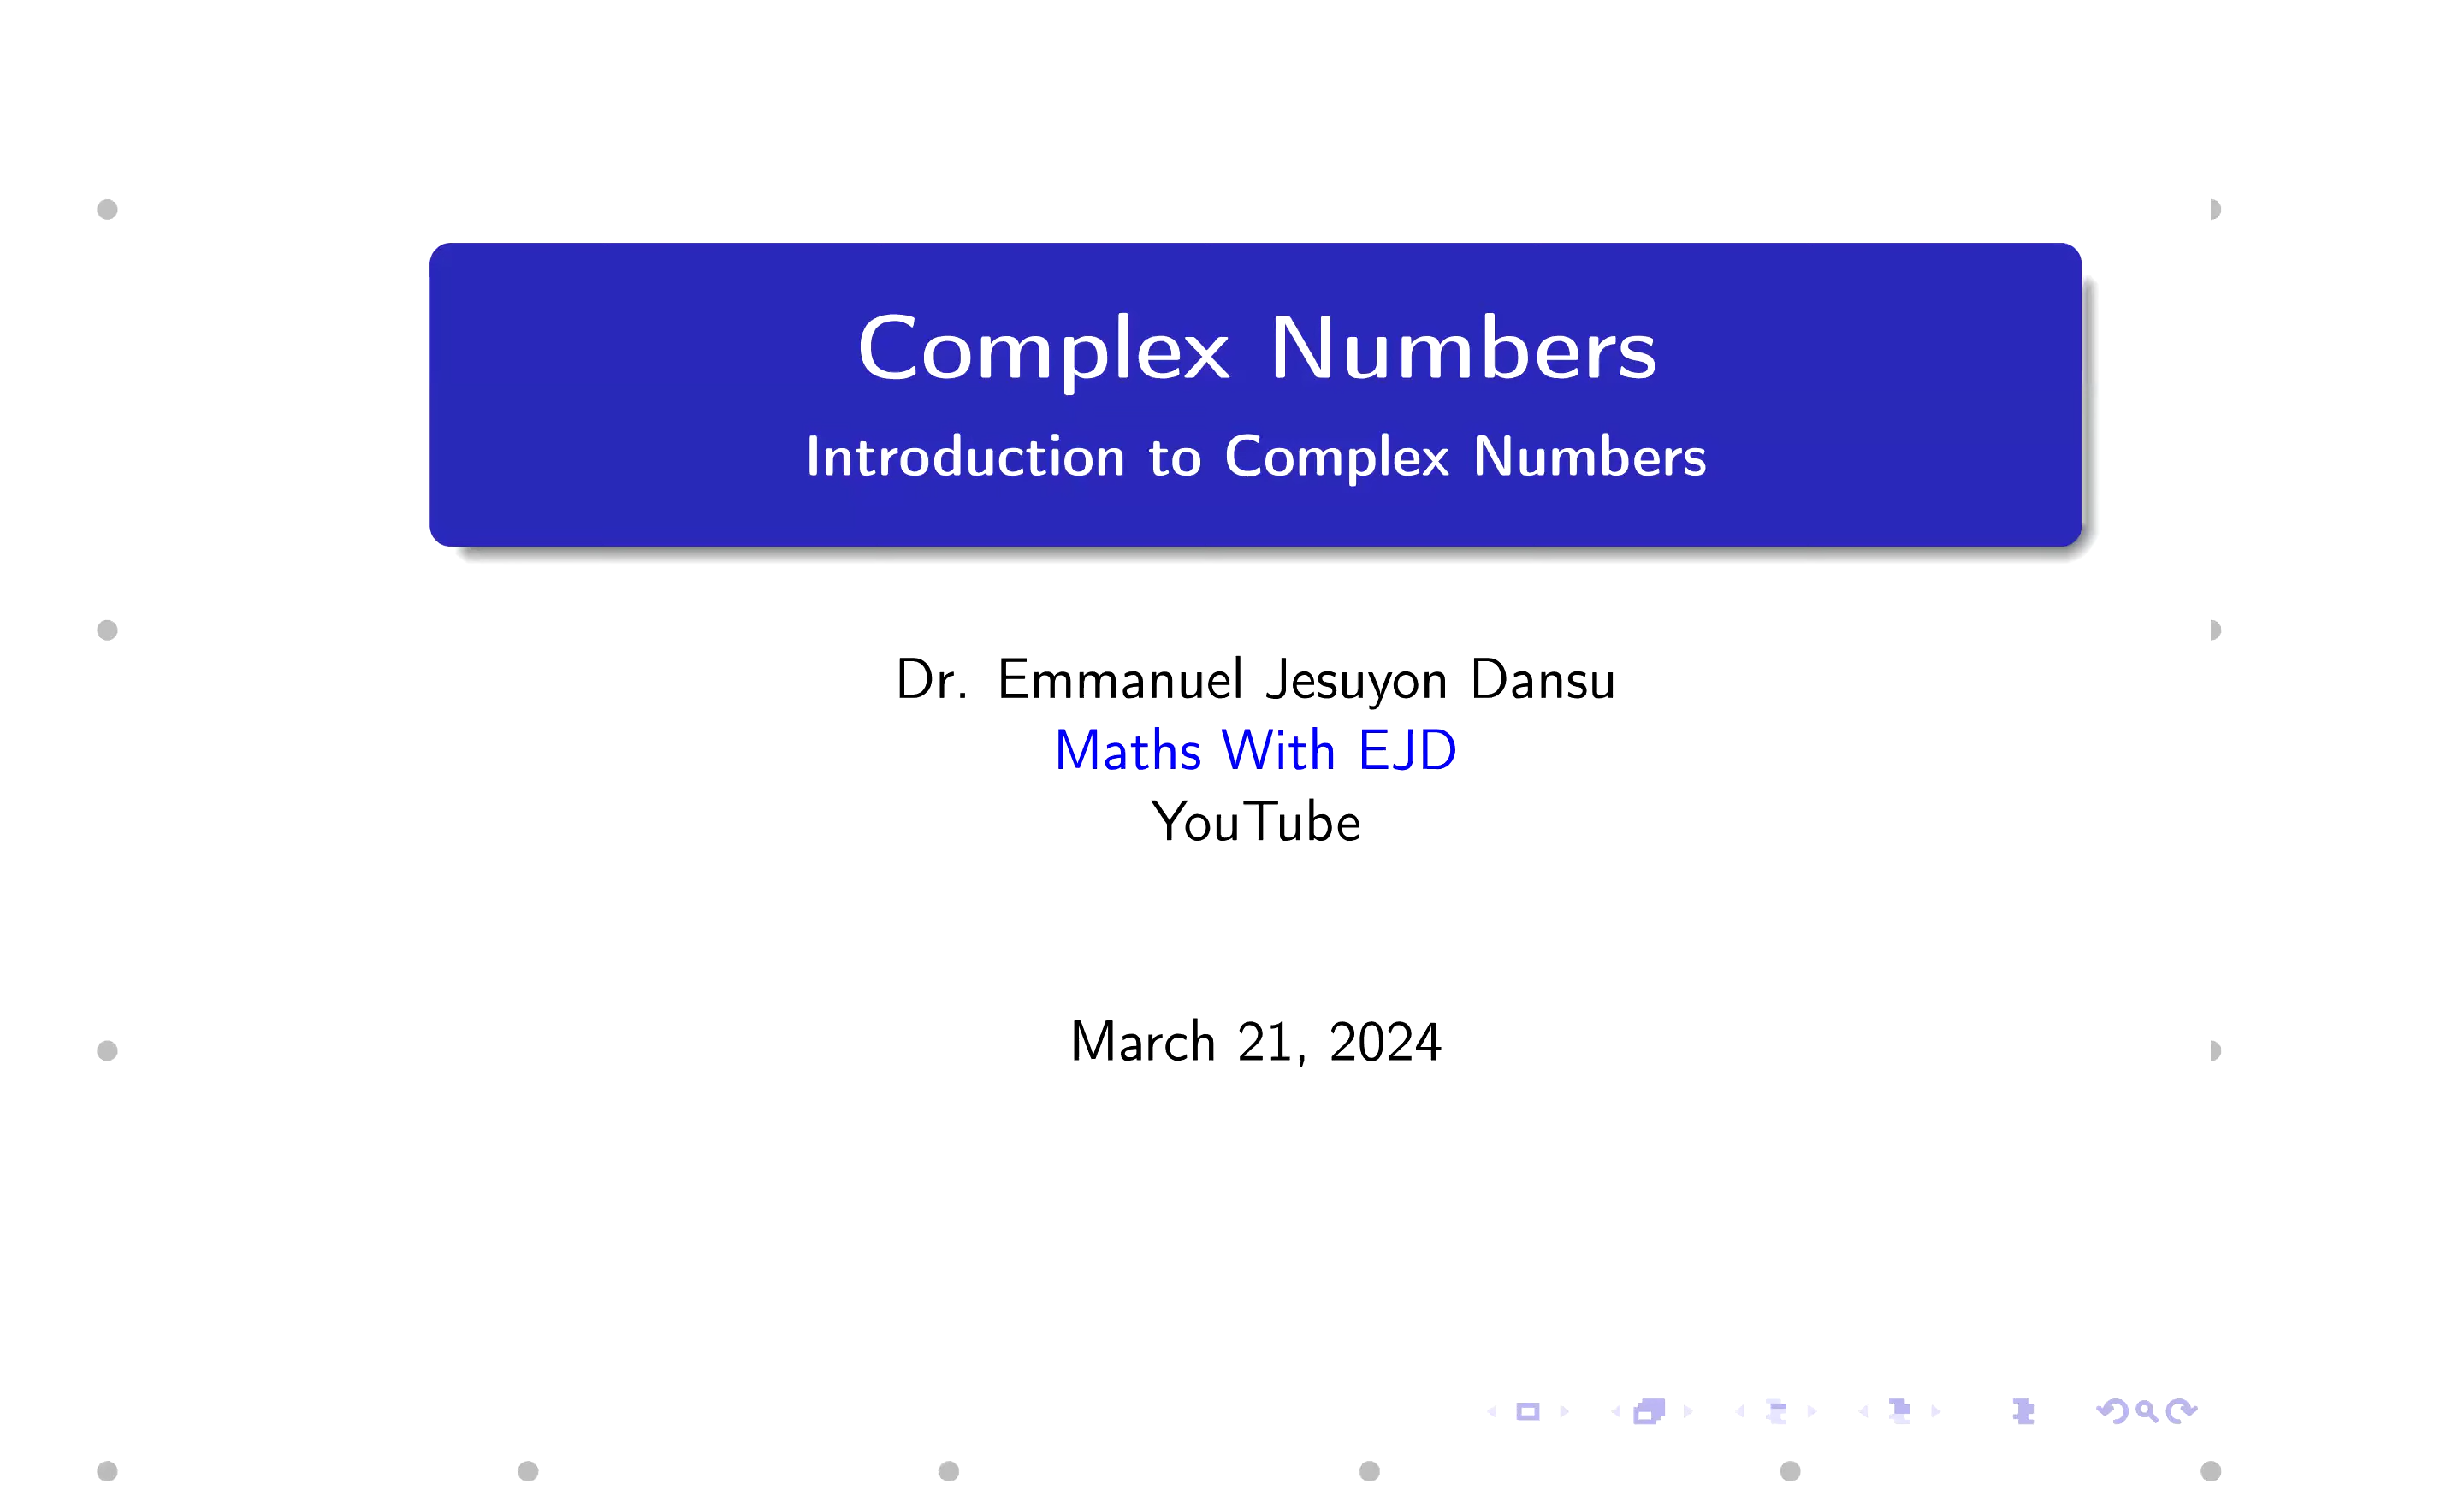 Complex Numbers
Introduction to Complex Numbers
Dr. Emmanuel Jesuyon Dansu
Maths With EJD
YouTube
March 21, 2024